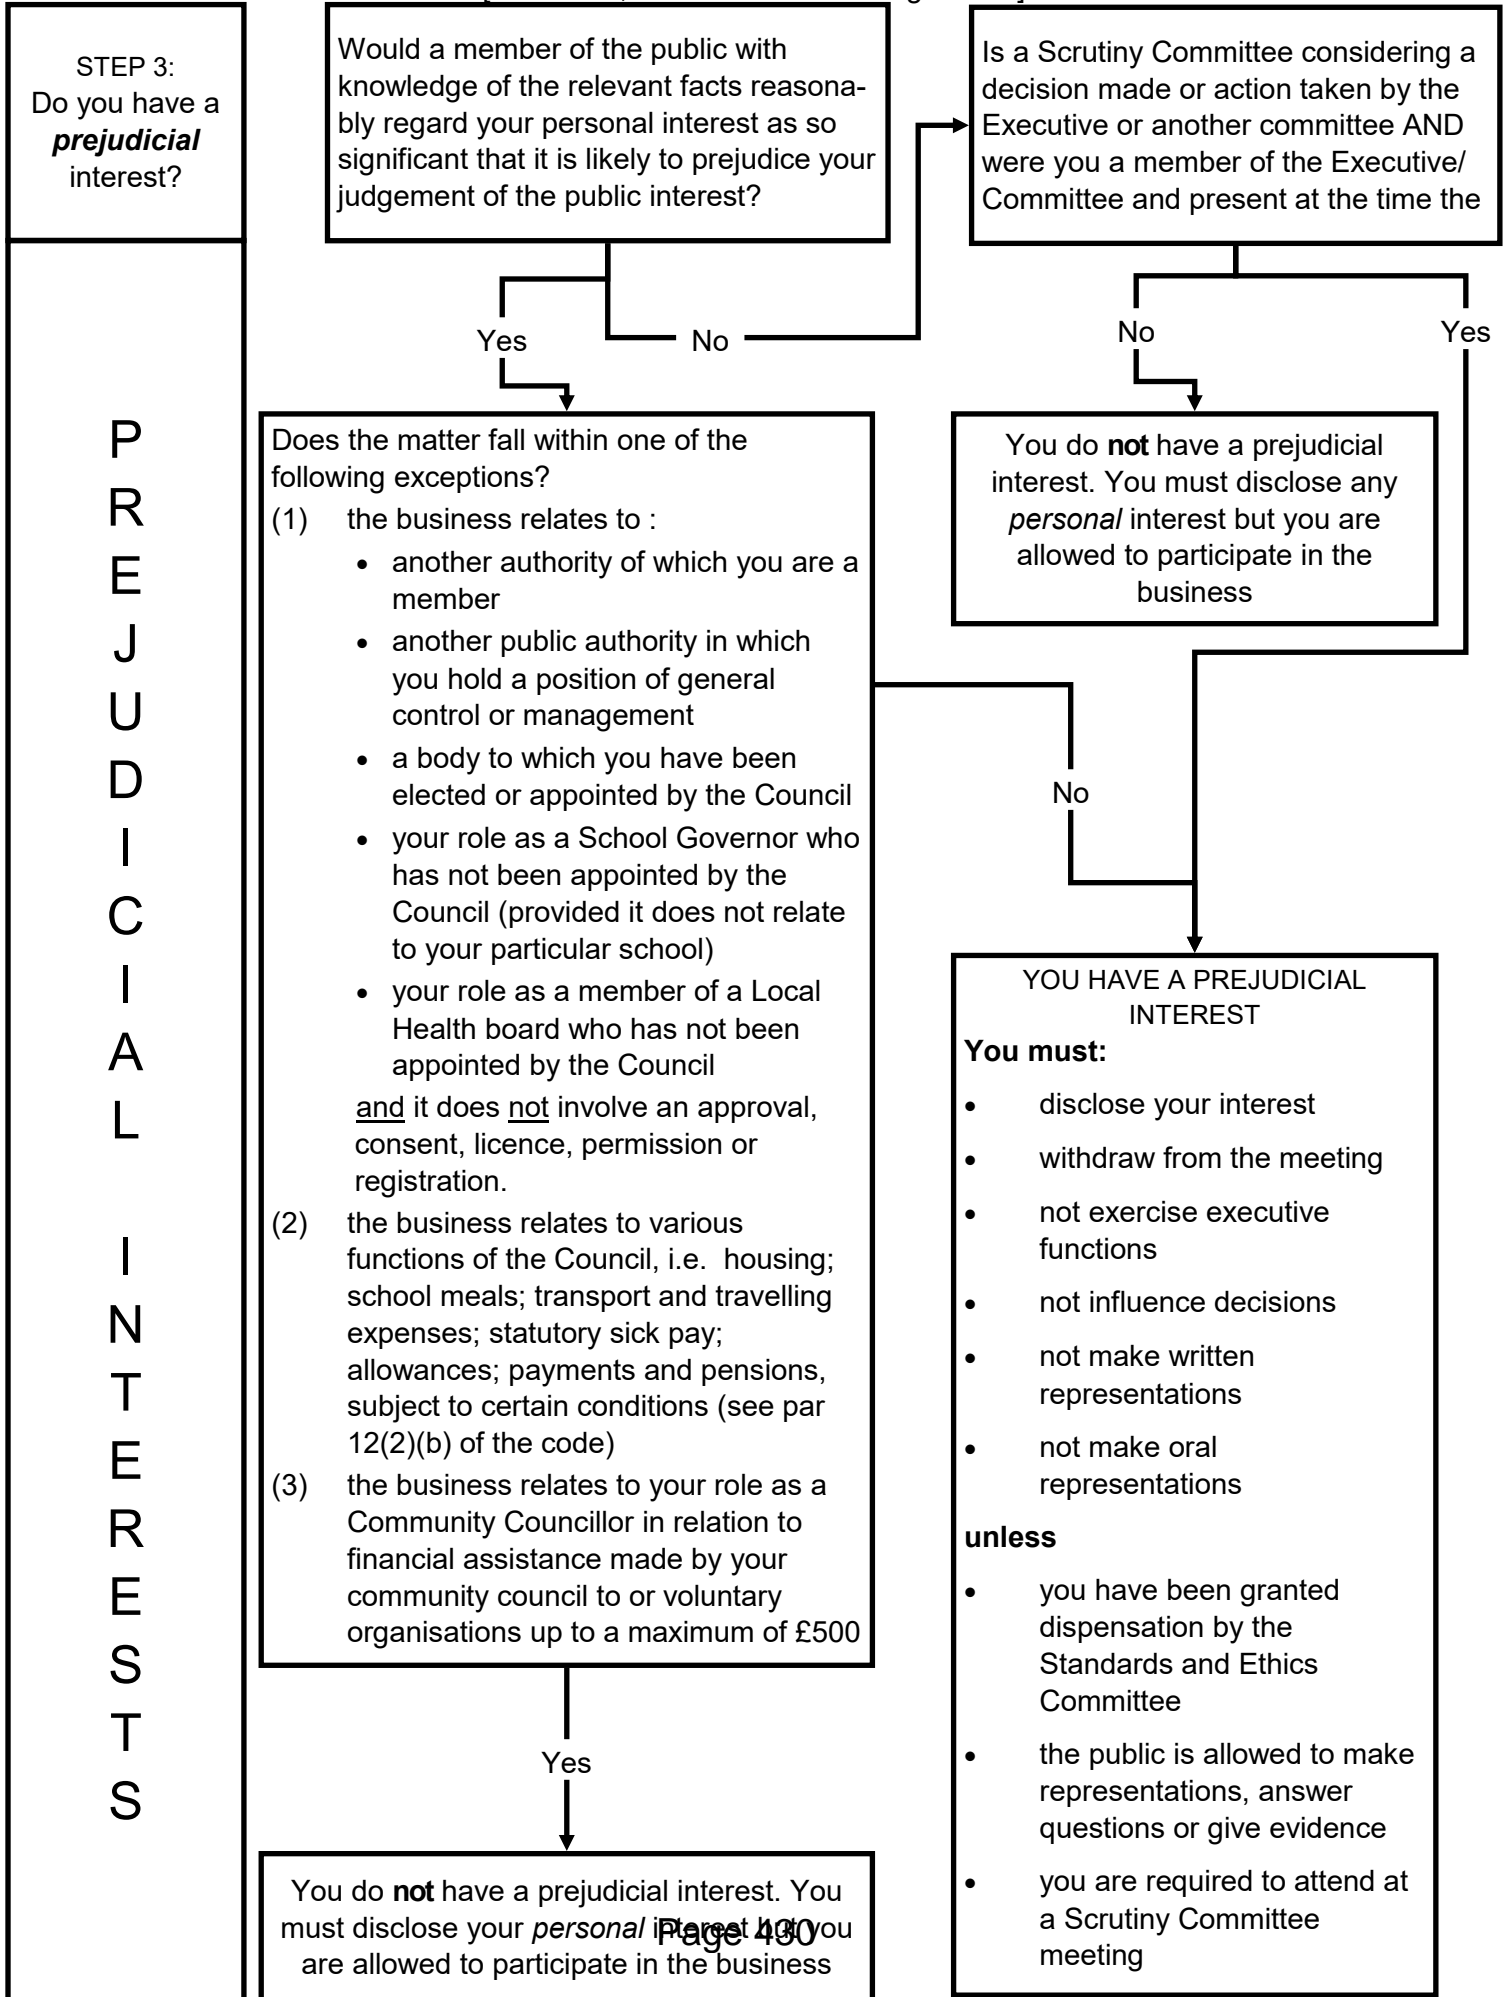 STEP 3:
Do you have a
prejudicial
interest?
P
R
E
J
U
D
I
C
I
A
L
I
N
T
E
R
E
S
T
S
Would a member of the public with
knowledge of the relevant facts reasona-
bly regard your personal interest as so
significant that it is likely to prejudice your
judgement of the public interest?
Is a Scrutiny Committee considering a
decision made or action taken by the
Executive or another committee AND
were you a member of the Executive/
Committee and present at the time the
Yes
No
No
Yes
Does the matter fall within one of the
following exceptions?
(1) the business relates to :
• another authority of which you are a
member
• another public authority in which
you hold a position of general
control or management
• a body to which you have been
elected or appointed by the Council
• your role as a School Governor who
has not been appointed by the
Council (provided it does not relate
to your particular school)
• your role as a member of a Local
Health board who has not been
appointed by the Council
and it does not involve an approval,
consent, licence, permission or
registration.
(2) the business relates to various
functions of the Council, i.e. housing;
school meals; transport and travelling
expenses; statutory sick pay;
allowances; payments and pensions,
subject to certain conditions (see par
12(2)(b) of the code)
(3) the business relates to your role as a
Community Councillor in relation to
financial assistance made by your
community council to or voluntary
organisations up to a maximum of £500
You do not have a prejudicial
interest. You must disclose any
personal interest but you are
allowed to participate in the
business
No
YOU HAVE A PREJUDICIAL
INTEREST
You must:
• disclose your interest
• withdraw from the meeting
• not exercise executive
functions
• not influence decisions
• not make written
representations
• not make oral
representations
unless
• you have been granted
dispensation by the
Standards and Ethics
Committee
• the public is allowed to make
representations, answer
questions or give evidence
• you are required to attend at
a Scrutiny Committee
meeting
Yes
You do not have a prejudicial interest. You
must disclose your personal interest but you
are allowed to participate in the business
Page 430